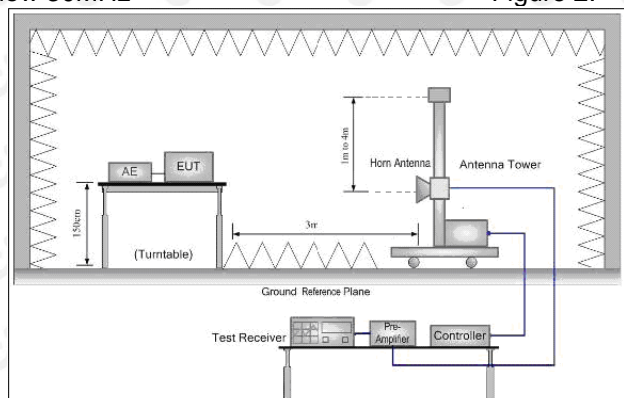 Figure 2.
1m to 4m
Horn Antenna
Antenna Tower
AE
EUT
150cm
3m
(Turntable)
Ground Reference Plane
Test Receiver
Pre-
Amplifier
Controller